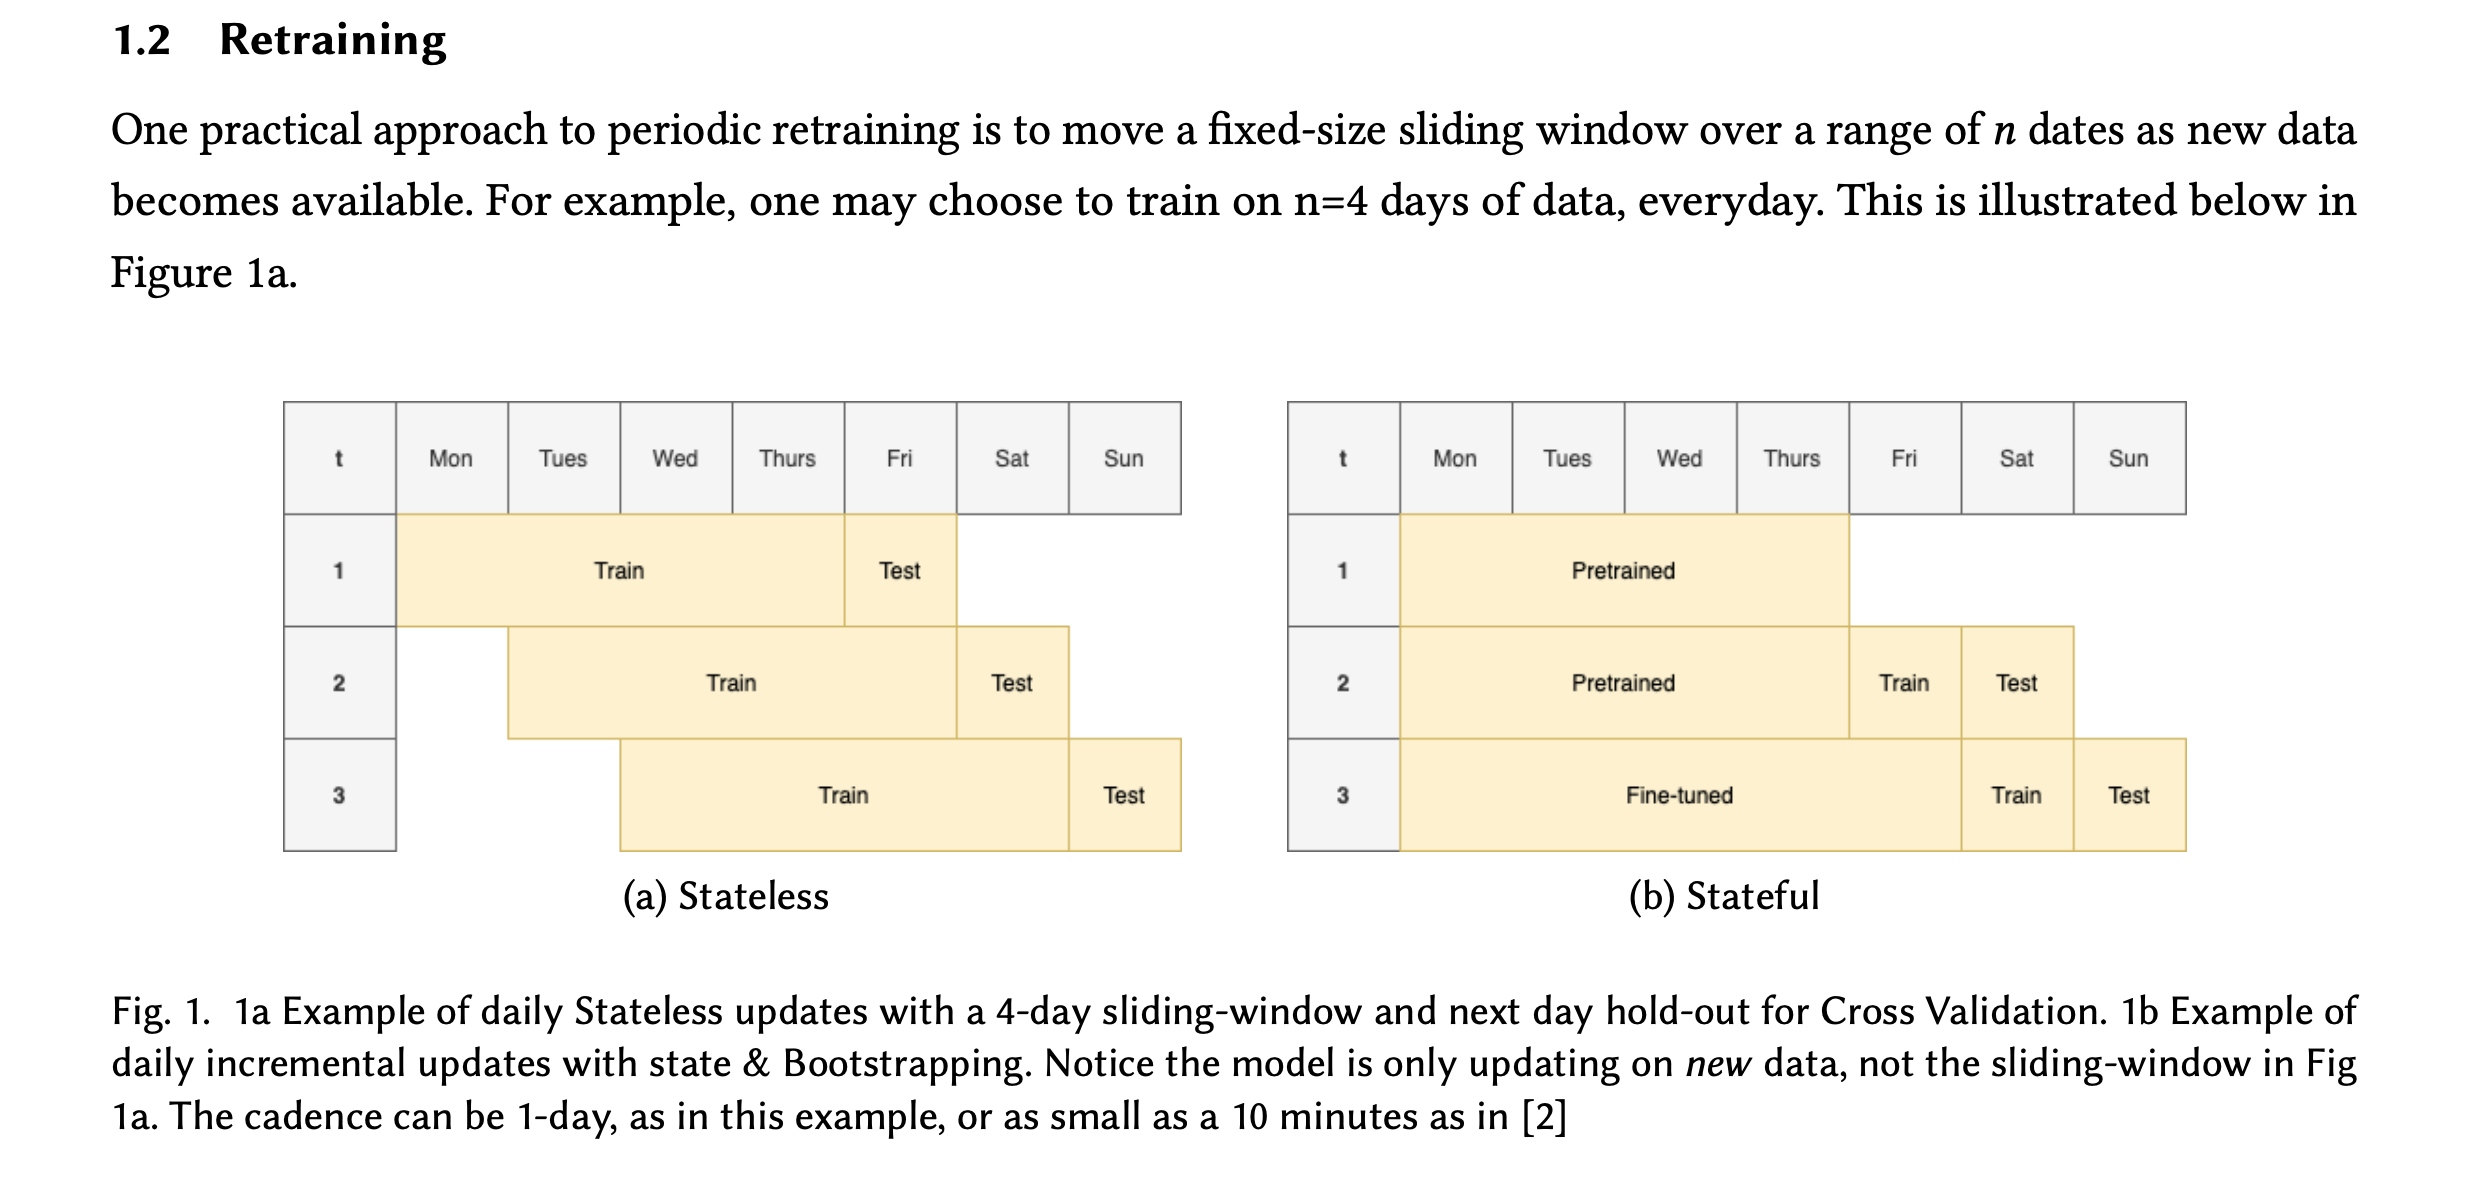 1.2 Retraining
One practical approach to periodic retraining is to move a fixed-size sliding window over a range of n dates as new data
becomes available. For example, one may choose to train on n=4 days of data, everyday. This is illustrated below in
Figure 1a.
t Mon Tues Wed Thurs Fri Sat Sun
1 Train Test
2 Train Test
3 Train Test
(a) Stateless
t Mon Tues Wed Thurs Fri Sat Sun
1 Pretrained
2 Pretrained Train Test
3 Fine-tuned Train Test
(b) Stateful
Fig. 1. 1a Example of daily Stateless updates with a 4-day sliding-window and next day hold-out for Cross Validation. 1b Example of
daily incremental updates with state & Bootstrapping. Notice the model is only updating on new data, not the sliding-window in Fig
1a. The cadence can be 1-day, as in this example, or as small as a 10 minutes as in [2]